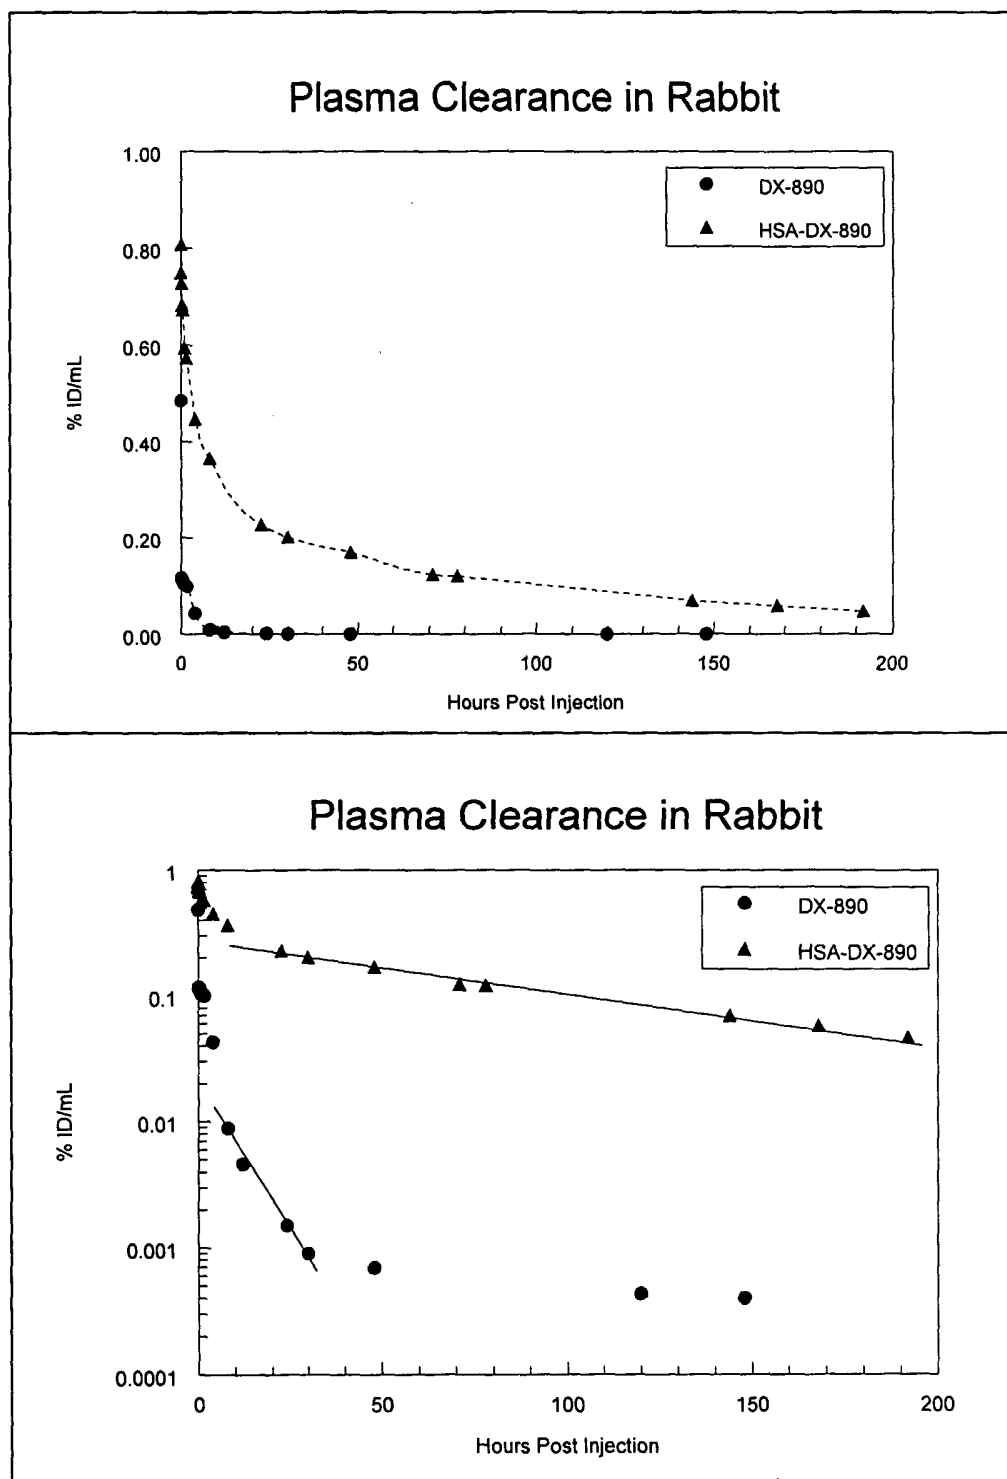 Plasma Clearance in Rabbit
1.00
DX-890
HSA-DX-890
0.80
0.60
% ID/mL
0.40
0.20
0.00
0 50 100 150 200
Hours Post Injection
Plasma Clearance in Rabbit
1
DX-890
HSA-DX-890
0.1
% ID/mL
0.01
0.001
0.0001
0 50 100 150 200
Hours Post Injection